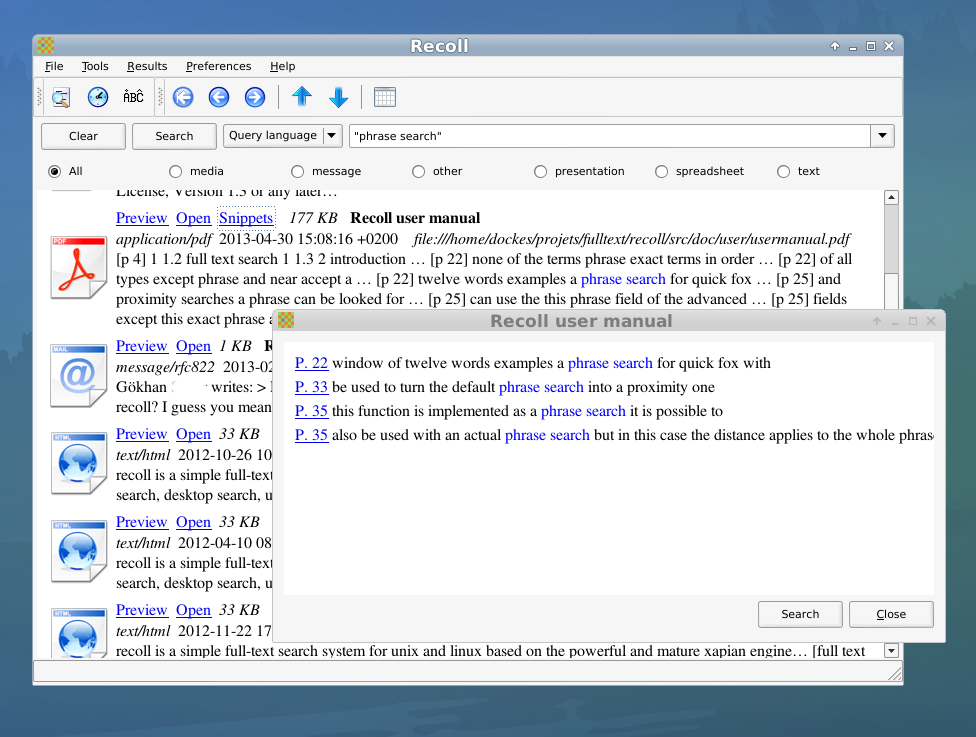 Recoll
File Tools Results Preferences Help
ABC
Clear Search Query language "phrase search"
All media message other presentation spreadsheet text
License, Version 1.3 or any later…
Preview Open Snippets 177 KB Recoll user manual
PDF
application/pdf 2013-04-30 15:08:16 +0200 file:///home/dockes/projets/fulltext/recoll/src/doc/user/usermanual.pdf
[p 4] 1 1.2 full text search 1 1.3 2 introduction … [p 22] none of the terms phrase exact terms in order … [p 22] of all
types except phrase and near accept a … [p 22] twelve words examples a phrase search for quick fox … [p 25] and
proximity searches a phrase can be looked for … [p 25] can use the this phrase field of the advanced … [p 25] fields
except this exact phrase
Preview Open 1 KB
MAIL
message/rfc822 2013-02
Gökhan writes: >
recoll? I guess you mean
Preview Open 33 KB
HTML
text/html 2012-10-26 10
recoll is a simple full-text
search, desktop search, u
Preview Open 33 KB
HTML
text/html 2012-04-10 08
recoll is a simple full-text
search, desktop search, u
Preview Open 33 KB
HTML
text/html 2012-11-22 17
recoll is a simple full-text search system for unix and linux based on the powerful and mature xapian engine… [full text
Recoll user manual
P. 22 window of twelve words examples a phrase search for quick fox with
P. 33 be used to turn the default phrase search into a proximity one
P. 35 this function is implemented as a phrase search it is possible to
P. 35 also be used with an actual phrase search but in this case the distance applies to the whole phras
Search Close